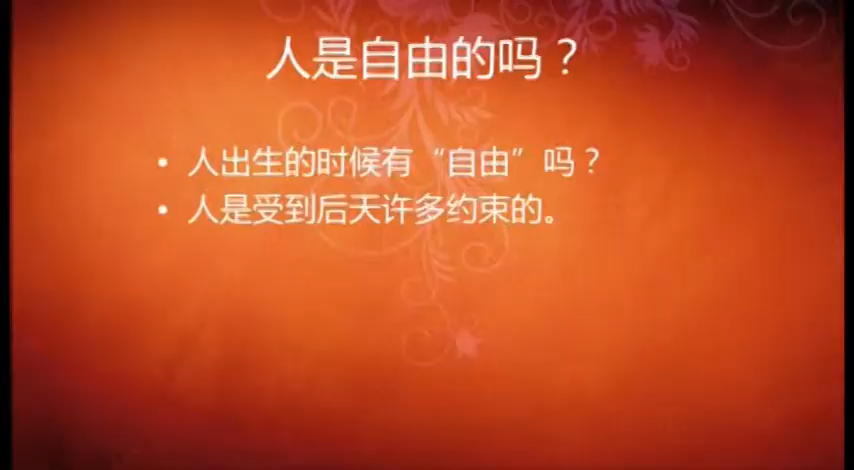 人是自由的吗？
• 人出生的时候有“自由”吗？
• 人是受到后天许多约束的。